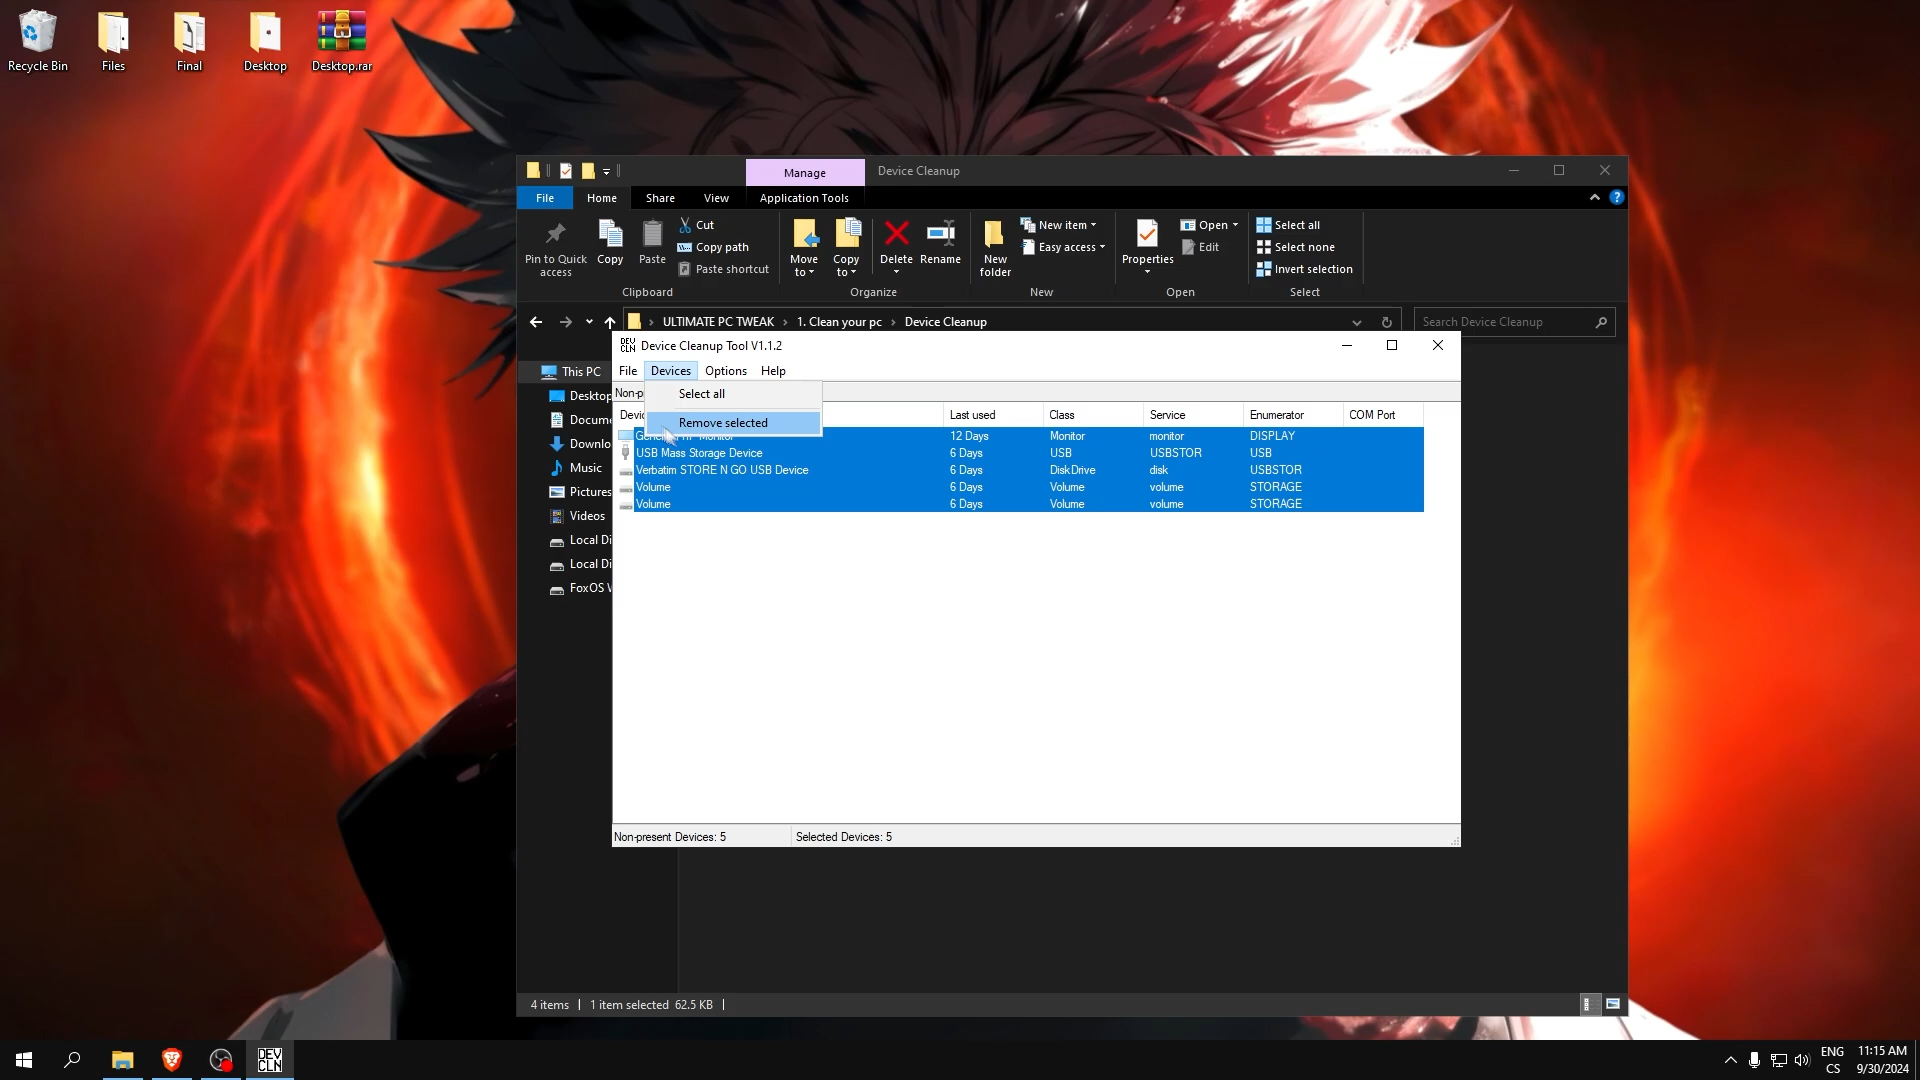 Recycle Bin
Files
Final
Desktop
Desktop.rar
Manage
Device Cleanup
File
Home
Share
View
Application Tools
Pin to Quick access
Copy
Paste
Cut
Copy path
Paste shortcut
Clipboard
Move to
Copy to
Delete
Rename
Organize
New folder
New item
Easy access
New
Properties
Open
Edit
Open
Select all
Select none
Invert selection
Select
ULTIMATE PC TWEAK > 1. Clean your pc > Device Cleanup
Search Device Cleanup
This PC
Desktop
Docume
Downlo
Music
Pictures
Videos
Local Di
Local Di
FoxOS
DEV CLN
Device Cleanup Tool V1.1.2
File Devices Options Help
Non-p
Select all
Remove selected
Devic Last used Class Service Enumerator COM Port
12 Days Monitor monitor DISPLAY
USB Mass Storage Device 6 Days USB USBSTOR USB
Verbatim STORE N GO USB Device 6 Days DiskDrive disk USBSTOR
Volume 6 Days Volume volume STORAGE
Volume 6 Days Volume volume STORAGE
Non-present Devices: 5 Selected Devices: 5
4 items | 1 item selected 62.5 KB |
DEV CLN
ENG
CS
11:15 AM
9/30/2024